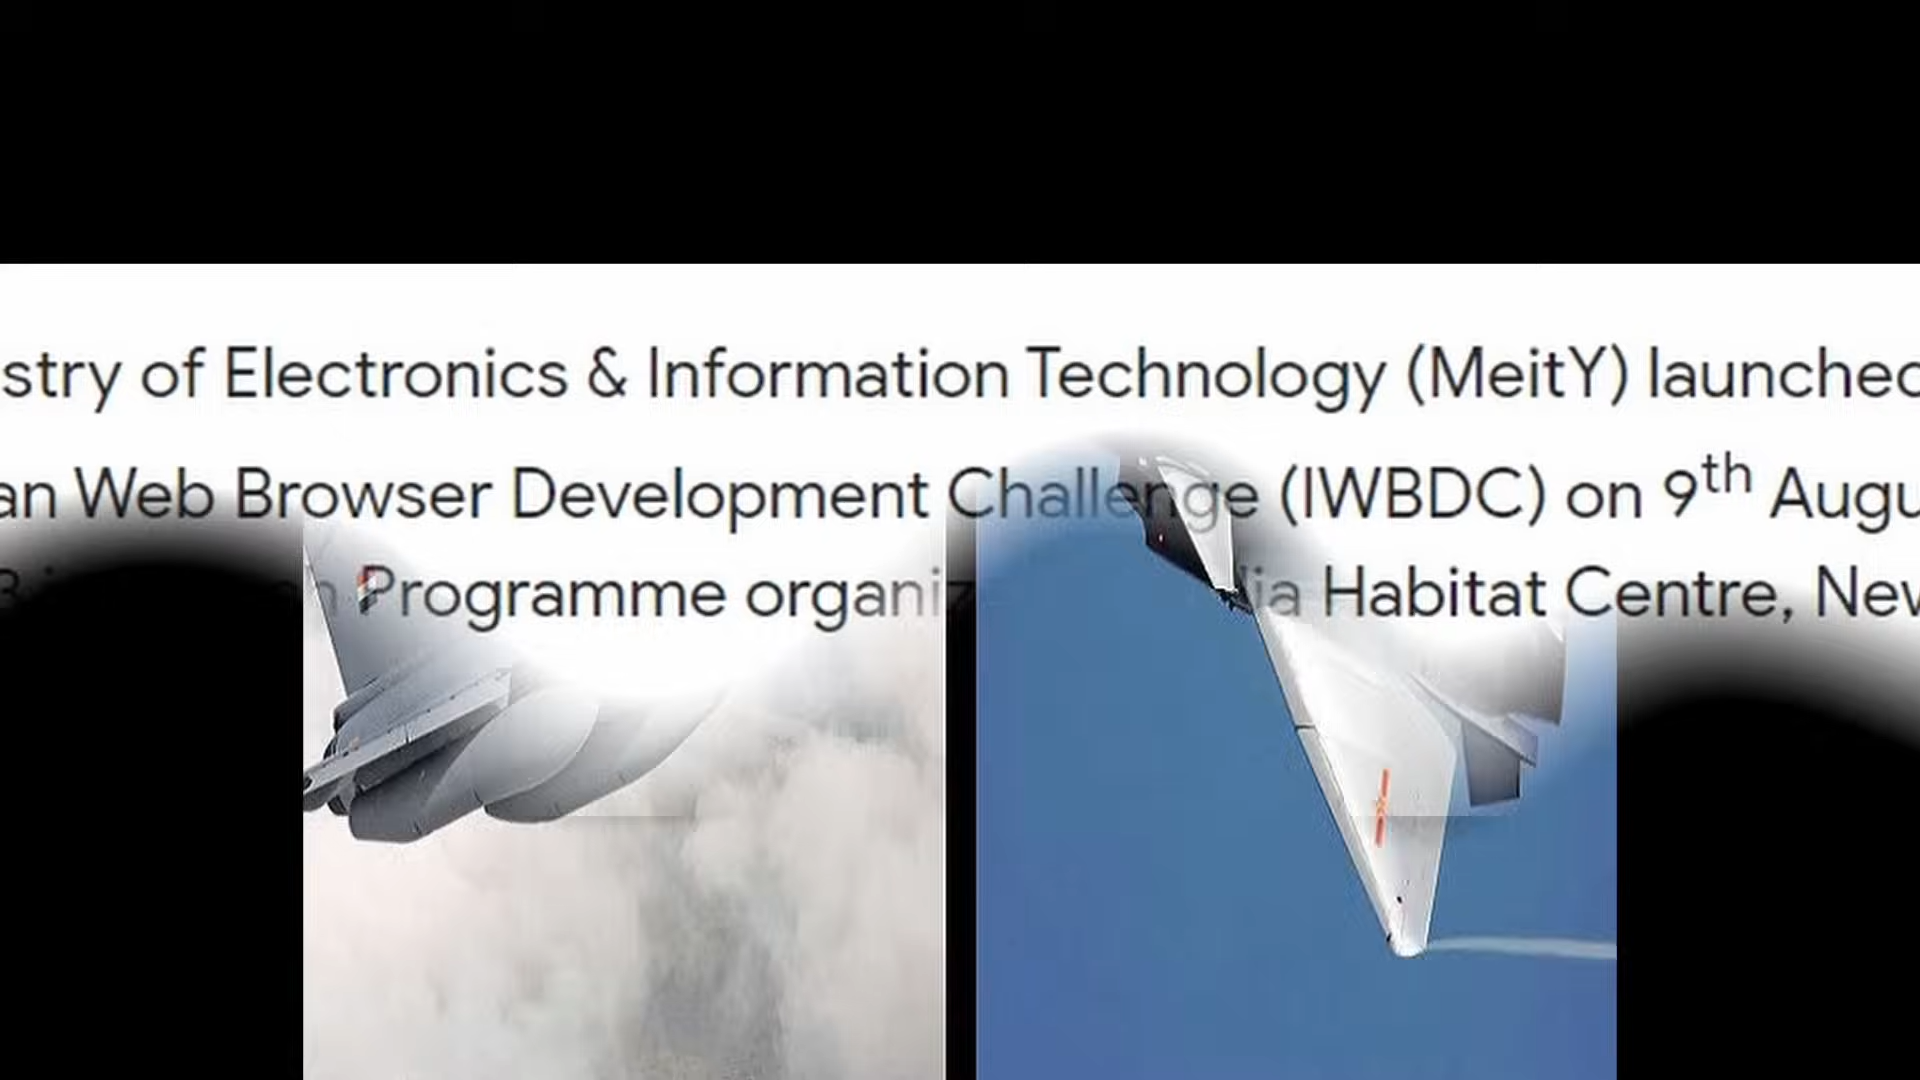 stry of Electronics & Information Technology (MeitY) launched
an Web Browser Development Challenge (IWBDC) on 9th Augu
Programme organiz Habitat Centre, New